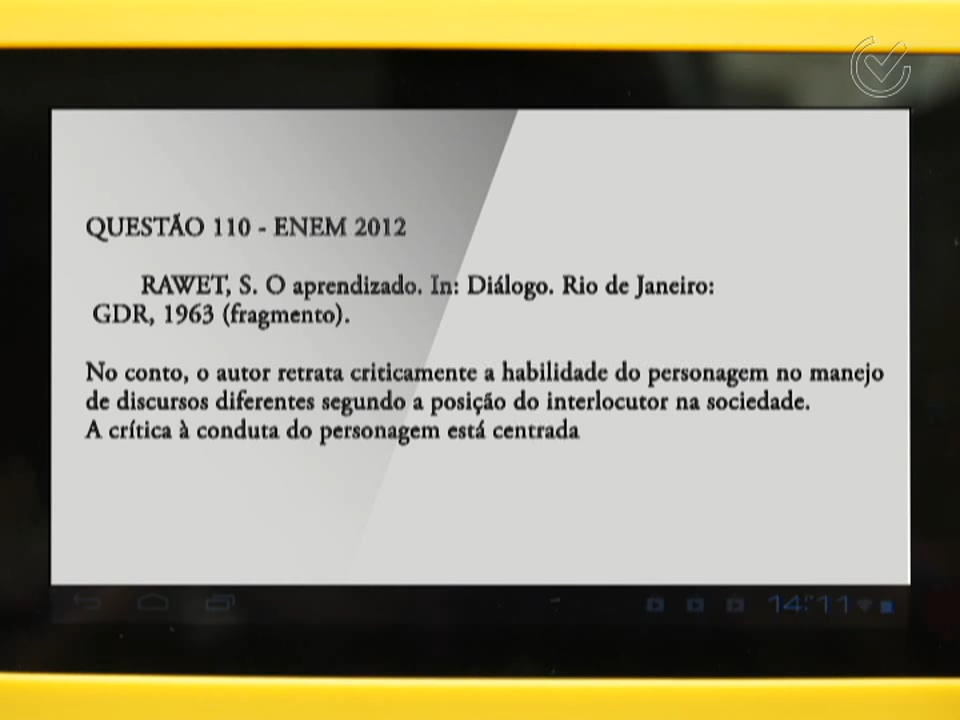 QUESTÃO 110 - ENEM 2012
RAWET, S. O aprendizado. In: Diálogo. Rio de Janeiro:
GDR, 1963 (fragmento).
No conto, o autor retrata criticamente a habilidade do personagem no manejo
de discursos diferentes segundo a posição do interlocutor na sociedade.
A crítica à conduta do personagem está centrada
14:11